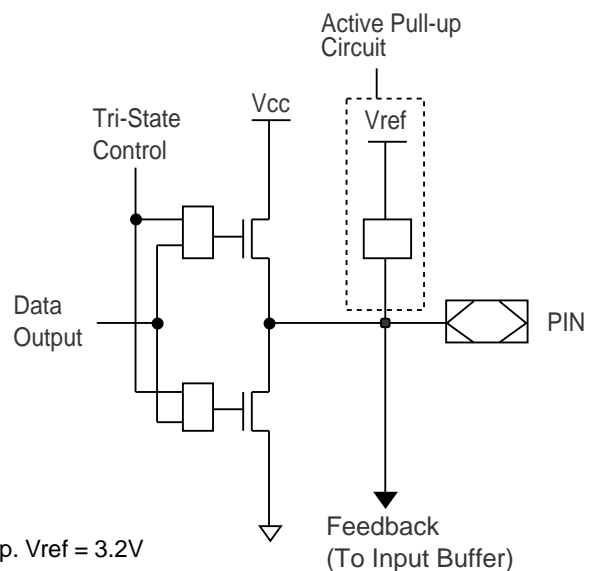 Active Pull-up
Circuit
Vcc
Vref
Tri-State
Control
Data
Output
PIN
Feedback
(To Input Buffer)
p. Vref = 3.2V